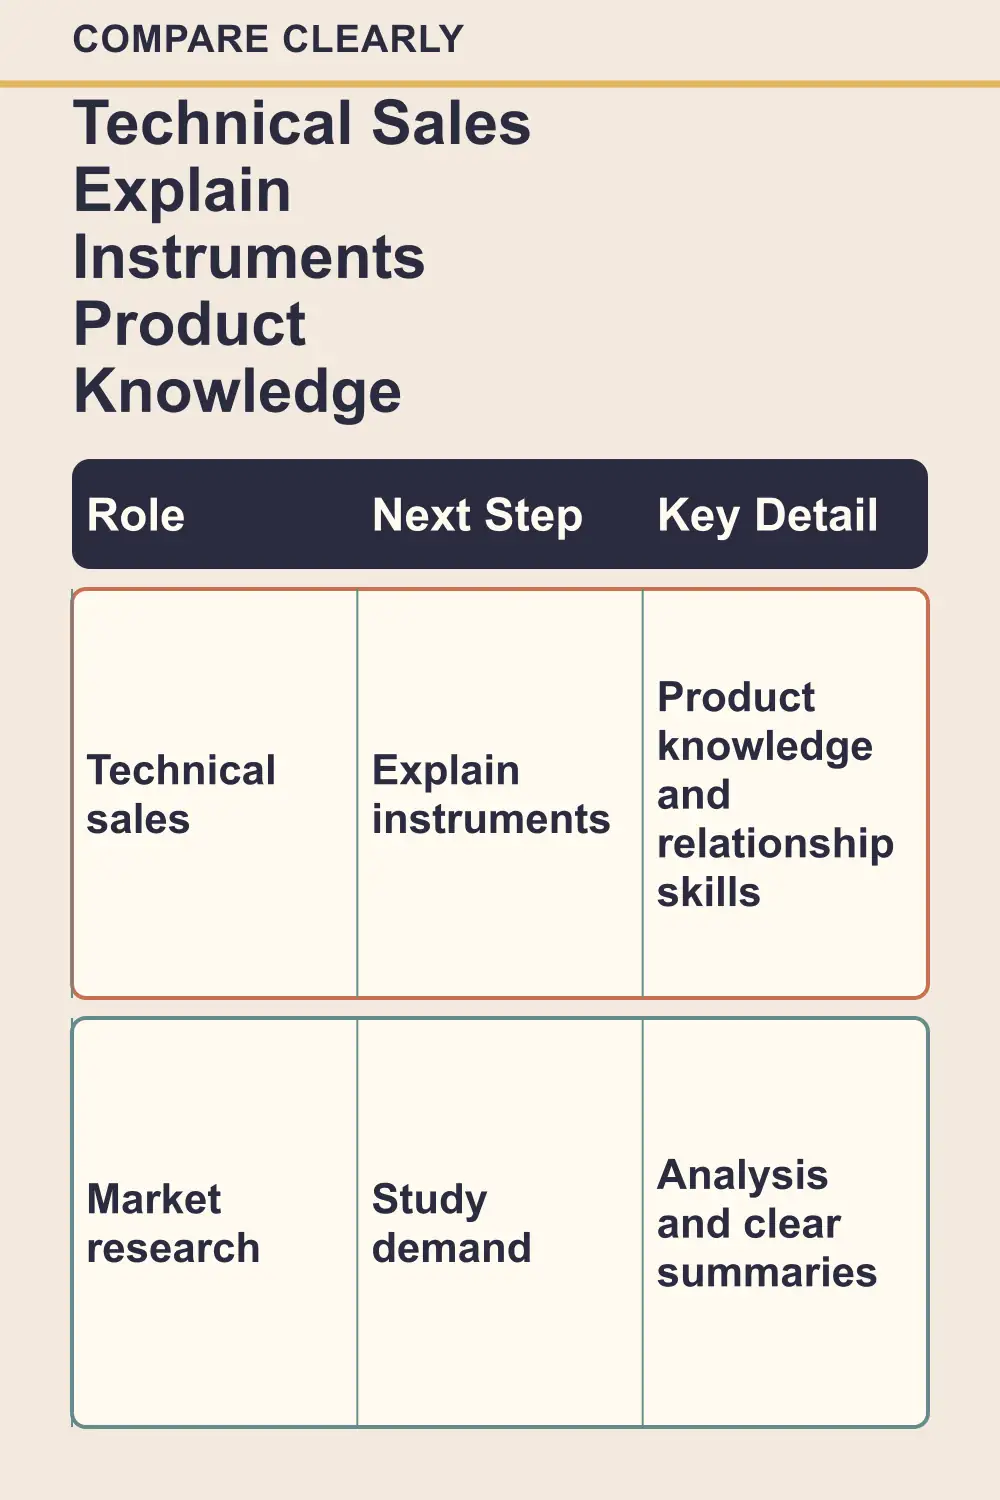 COMPARE CLEARLY
Technical Sales
Explain
Instruments
Product
Knowledge
Role Next Step Key Detail
Technical
sales
Explain
instruments
Product
knowledge
and
relationship
skills
Market
research
Study
demand
Analysis
and clear
summaries